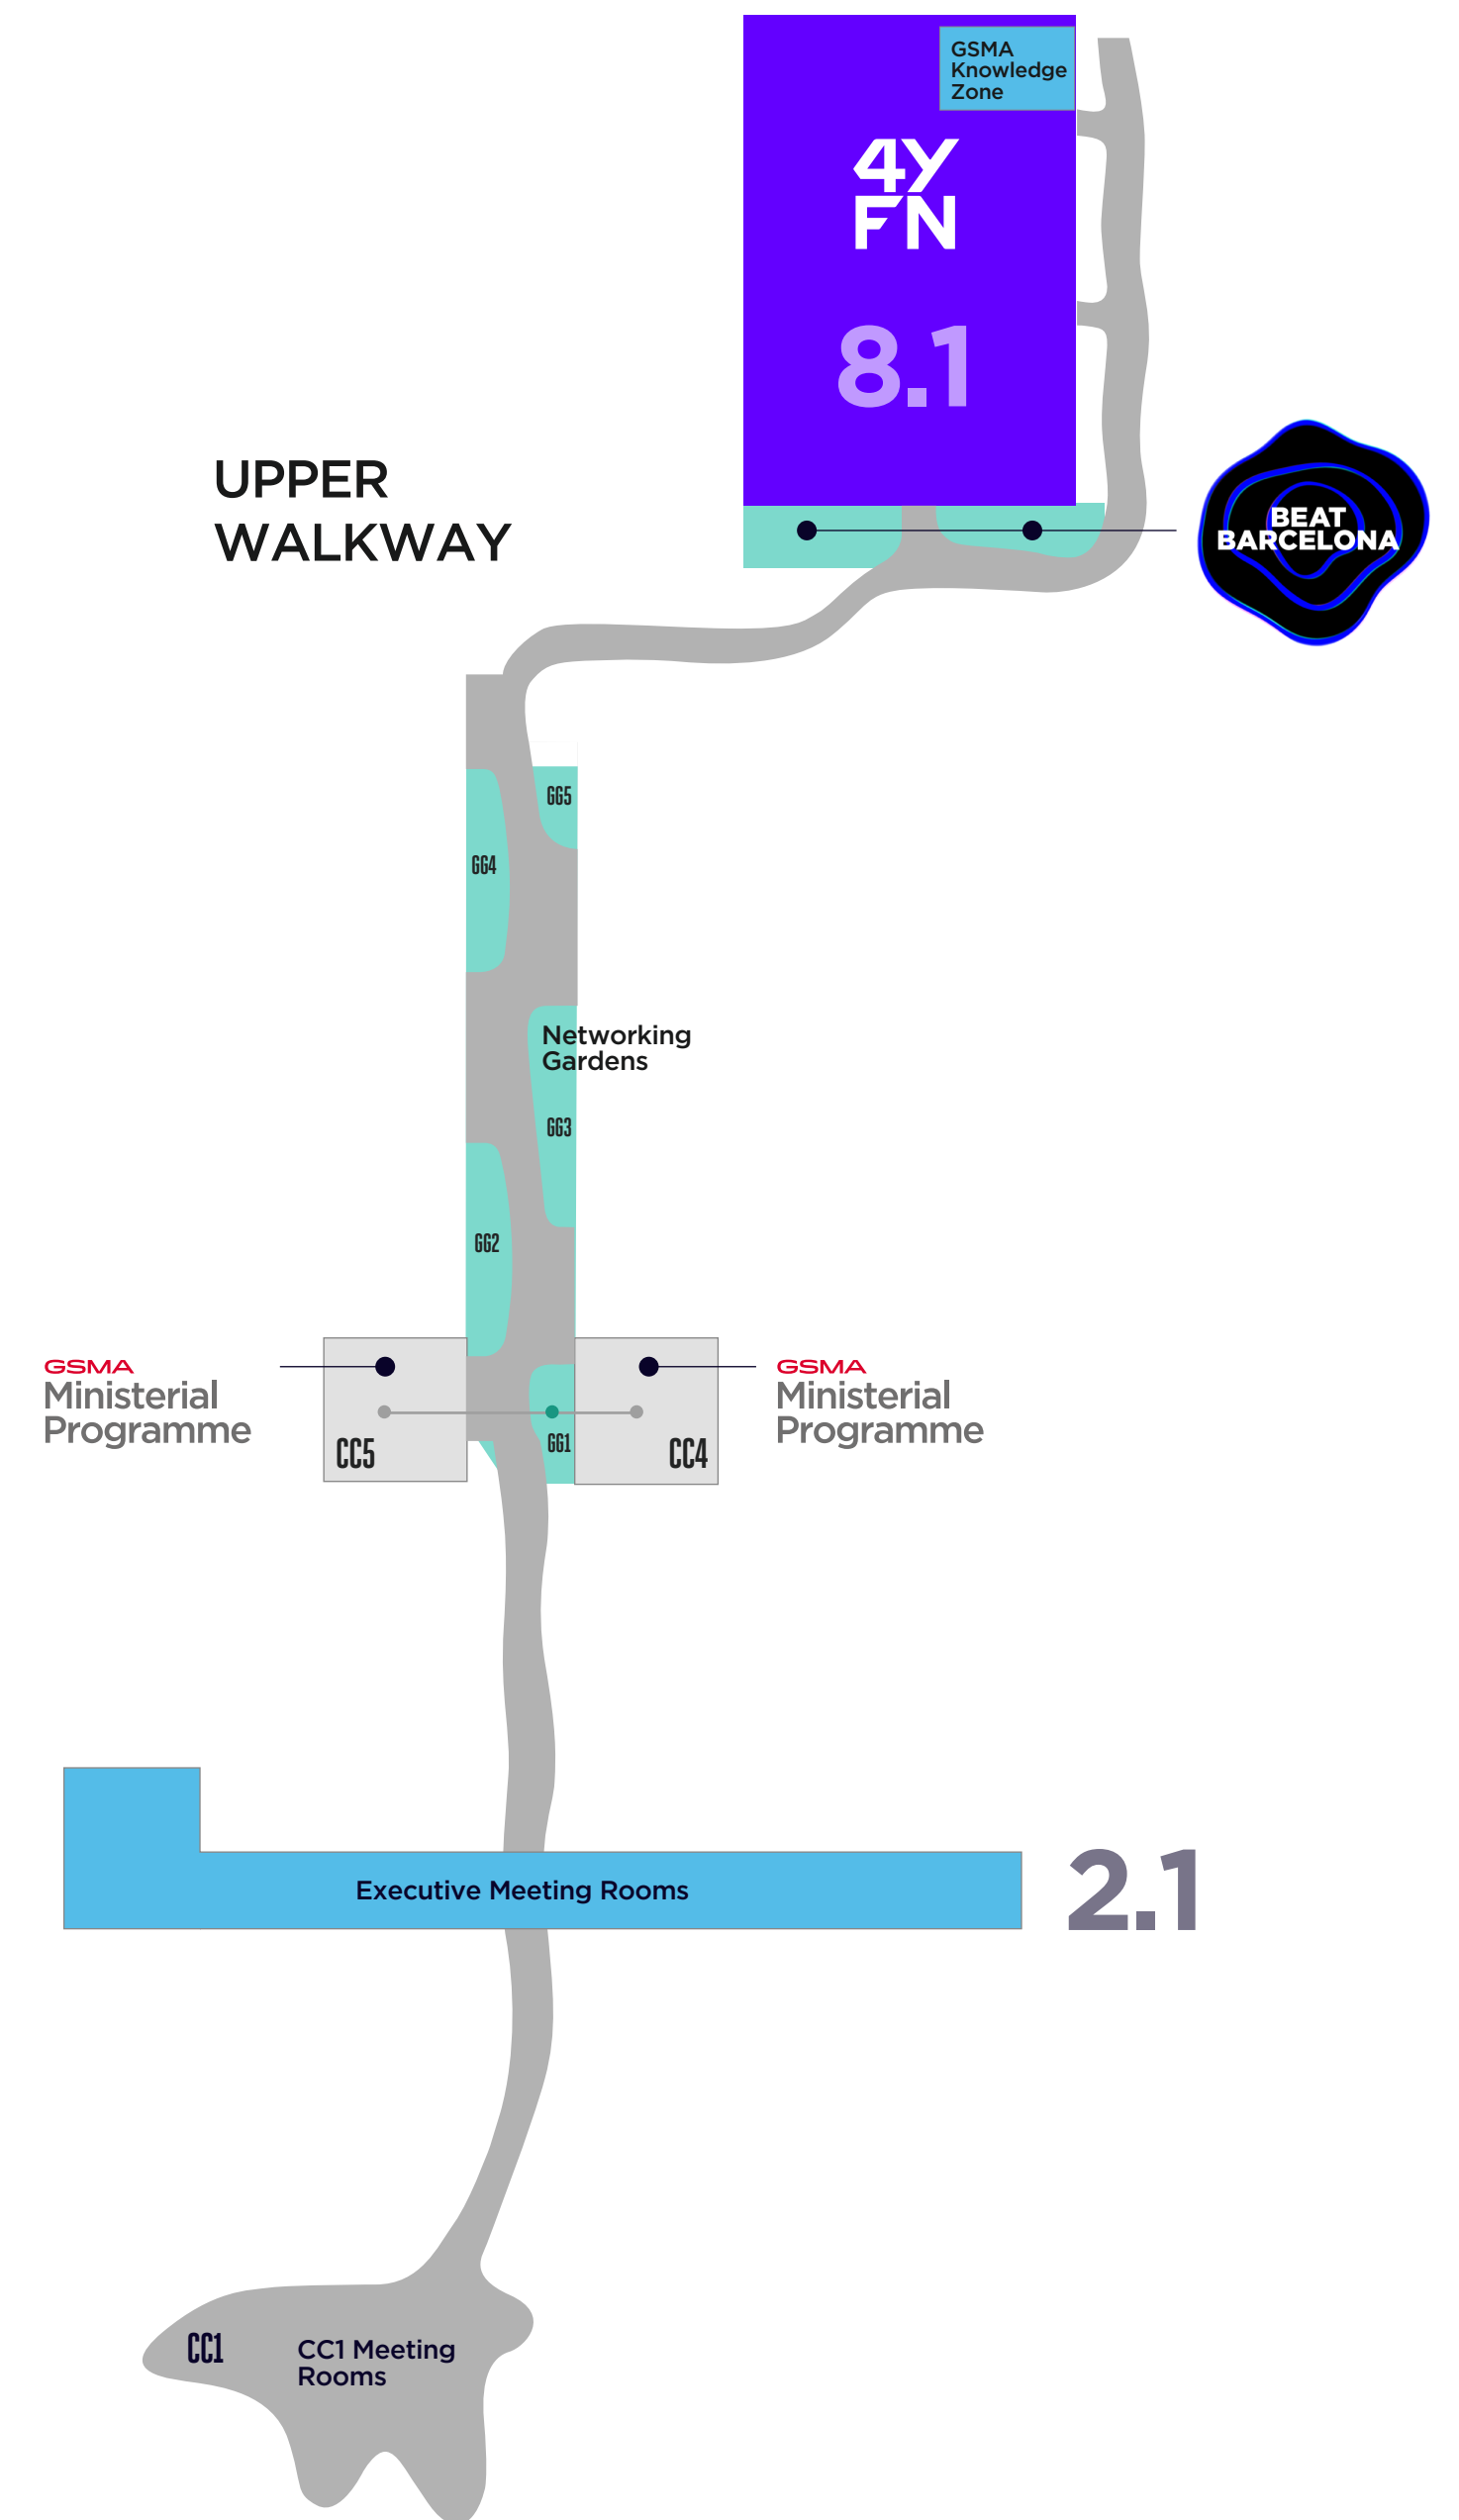 GSMA
Knowledge
Zone
4Y
FN
8.1
UPPER
WALKWAY
BEAT
BARCELONA
GG5
GG4
Networking
Gardens
GG3
GG2
GSMA
Ministerial
Programme
GSMA
Ministerial
Programme
CC5
GG1
CC4
Executive Meeting Rooms
2.1
CC1
CC1 Meeting
Rooms